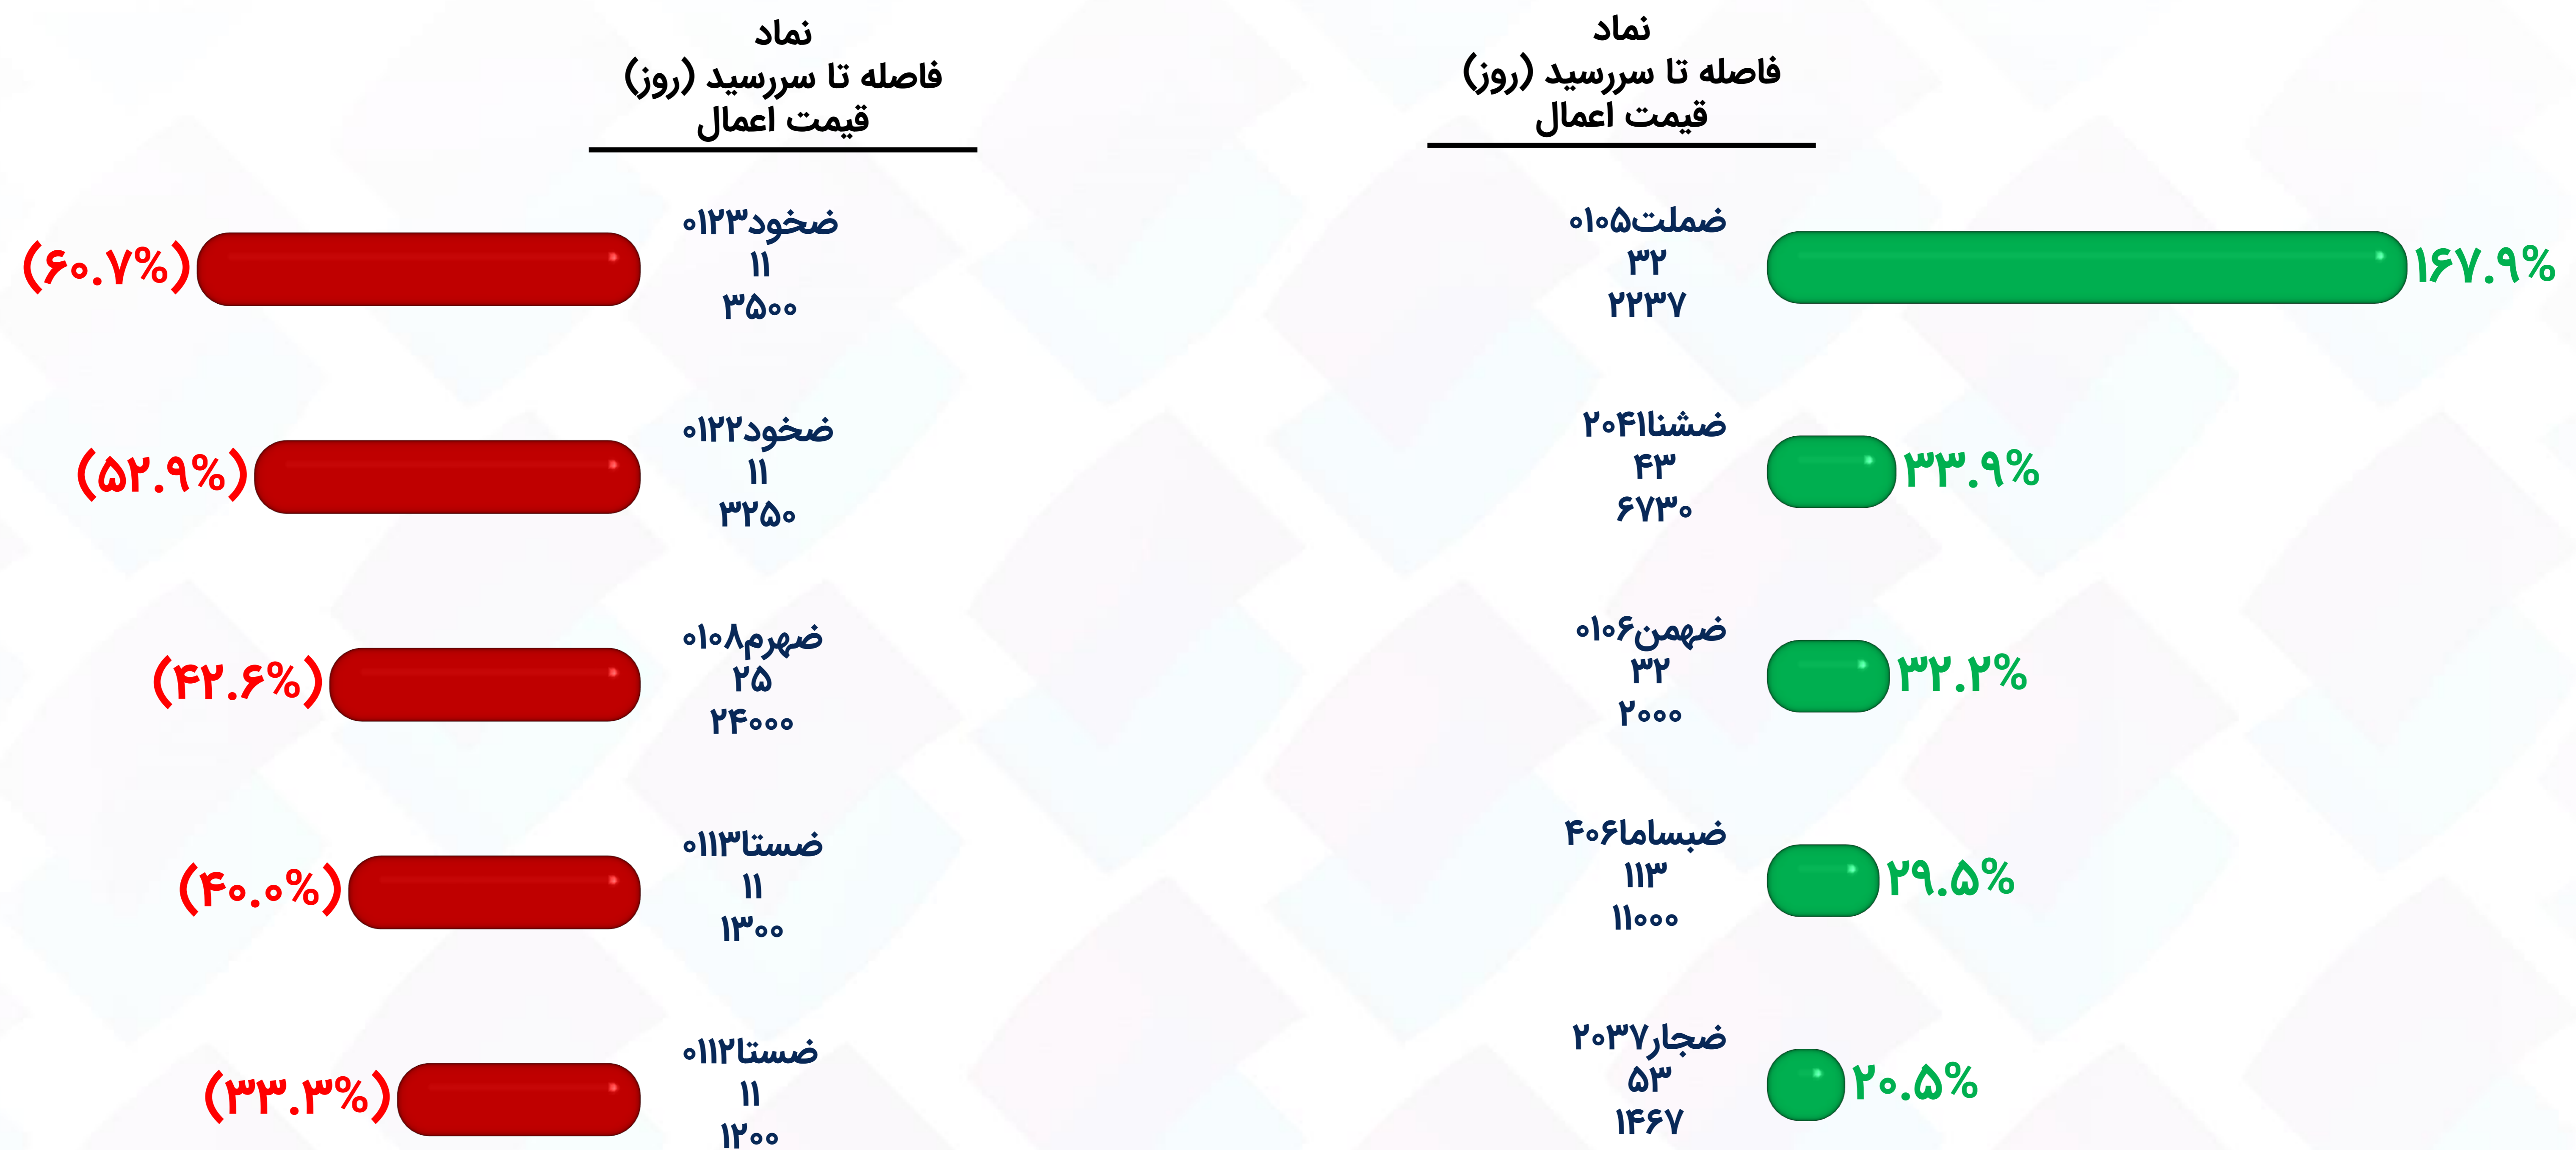 نماد
فاصله تا سررسید (روز)
قیمت اعمال
ضملت۰۱۰۵
۳۲
۲۲۳۷
۱۶۷.۹%
ضشنا۲۰۴۱
۴۳
۶۷۳۰
۳۳.۹%
ضهمن۰۱۰۶
۳۲
۲۰۰۰
۳۲.۲%
ضبساما۴۰۶
۱۱۳
۱۱۰۰۰
۲۹.۵%
ضجار۲۰۳۷
۵۳
۱۴۶۷
۲۰.۵%
نماد
فاصله تا سررسید (روز)
قیمت اعمال
ضخود۰۱۲۳
۱۱
۳۵۰۰
(۶۰.۷%)
ضخود۰۱۲۲
۱۱
۳۲۵۰
(۵۲.۹%)
ضهرم۰۱۰۸
۲۵
۲۴۰۰۰
(۴۲.۶%)
ضستا۰۱۱۳
۱۱
۱۳۰۰
(۴۰.۰%)
ضستا۰۱۱۲
۱۱
۱۲۰۰
(۳۳.۳%)